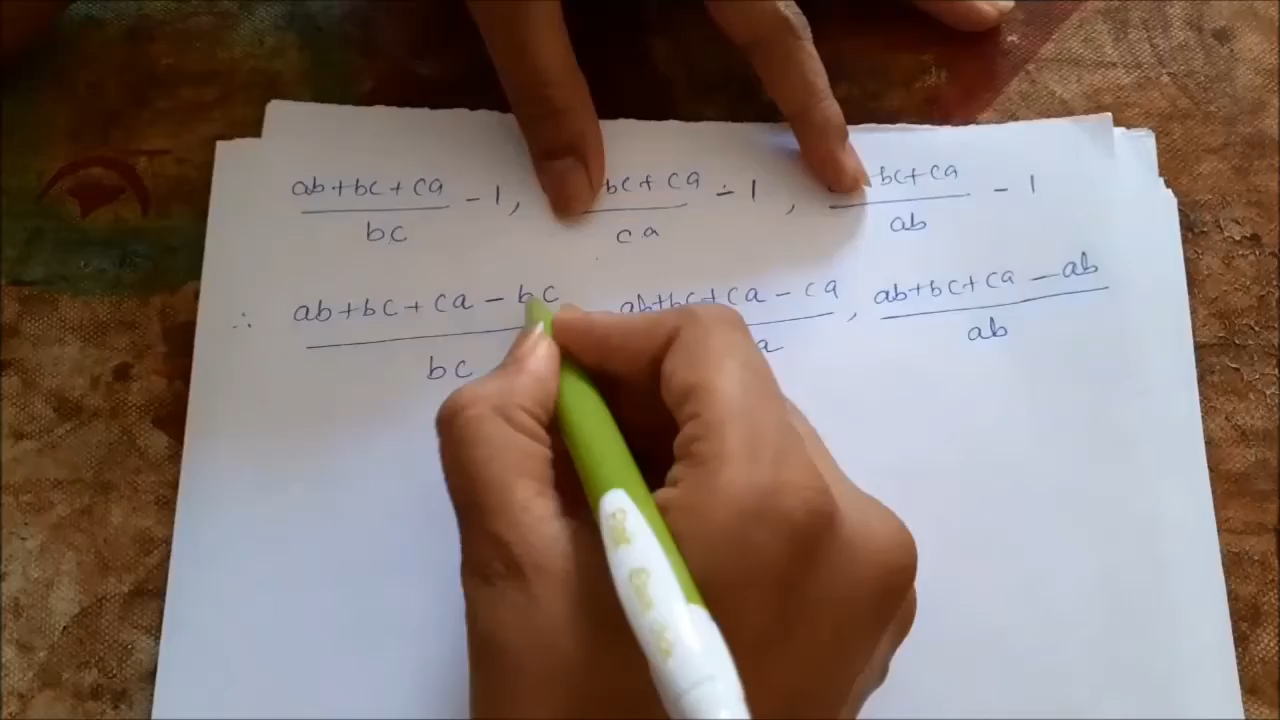 ab+bc+ca/bc - 1, bc+ca/ca - 1, bc+ca/ab - 1
∴ ab+bc+ca-bc/bc ab+bc+ca-ca/a, ab+bc+ca-ab/ab